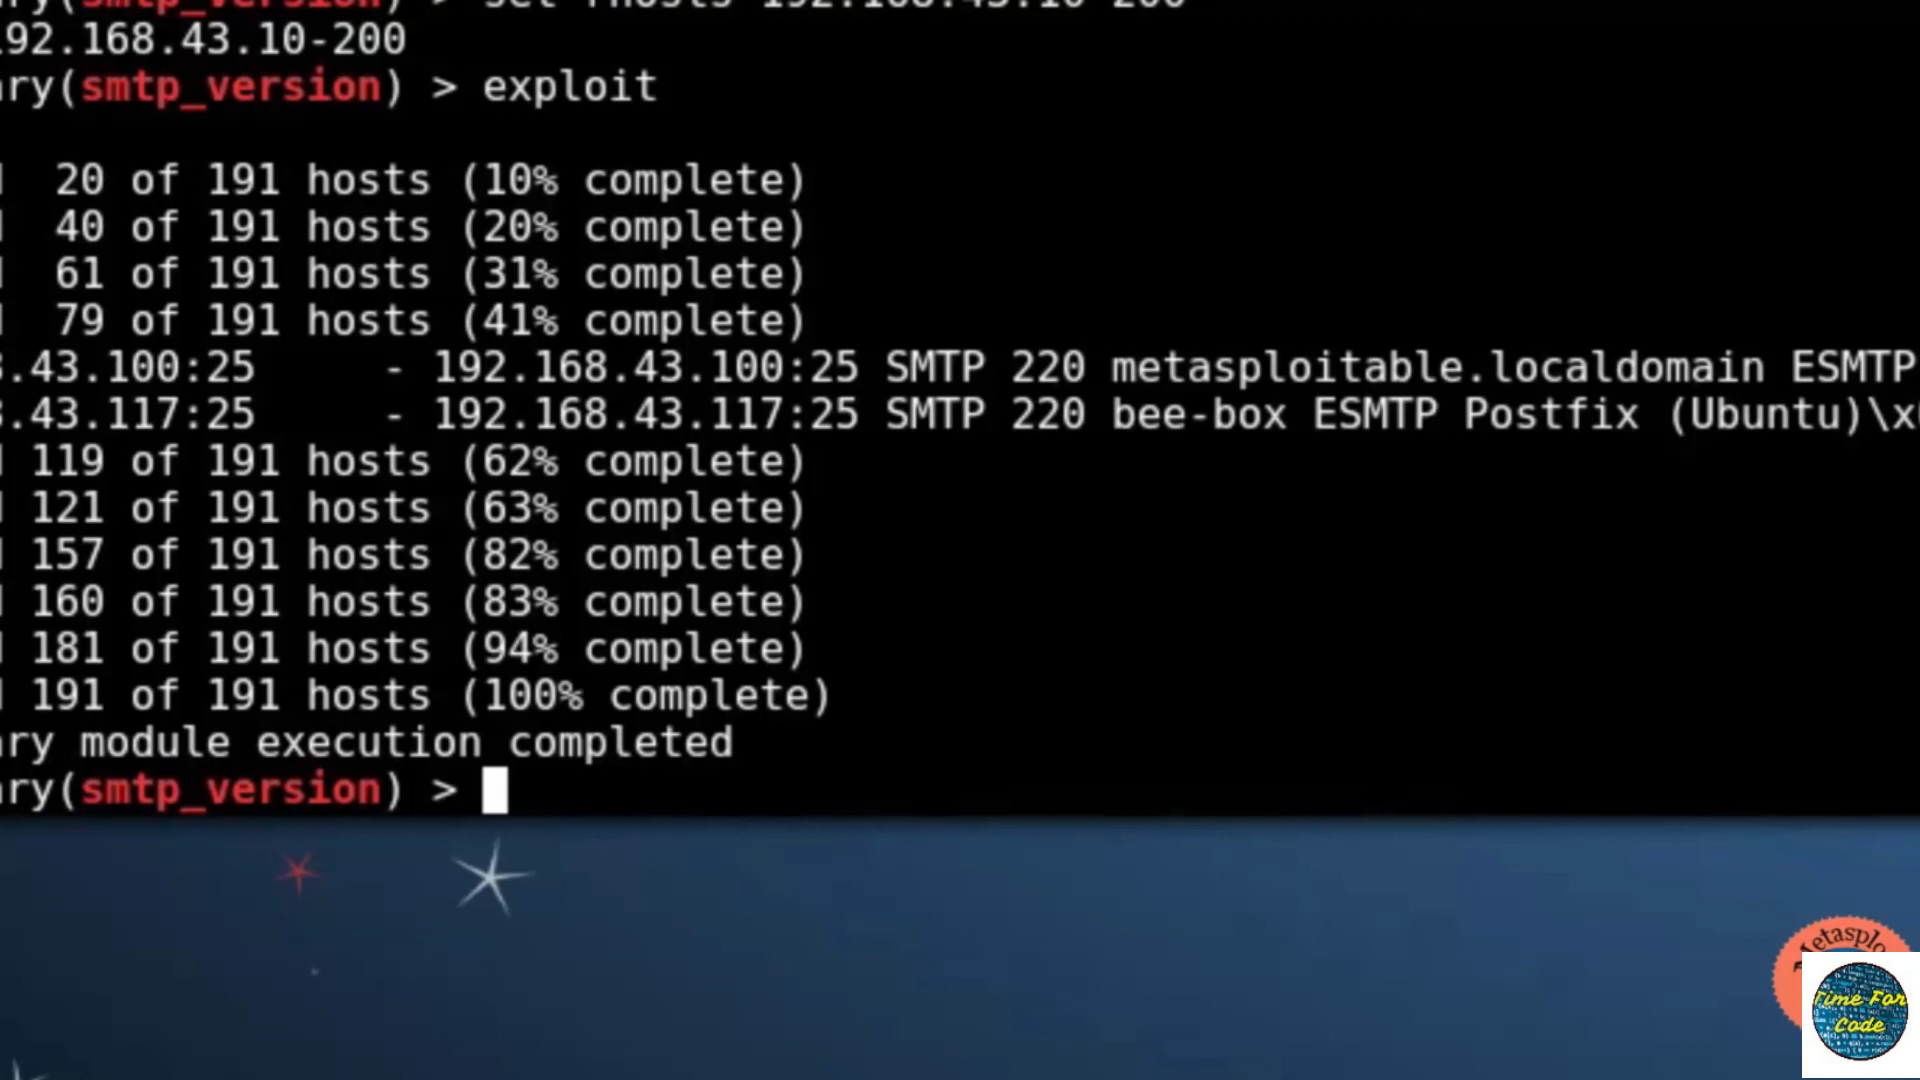 set rhosts 192.168.43.10-200
192.168.43.10-200
ry(smtp_version) > exploit
20 of 191 hosts (10% complete)
40 of 191 hosts (20% complete)
61 of 191 hosts (31% complete)
79 of 191 hosts (41% complete)
.43.100:25 - 192.168.43.100:25 SMTP 220 metasploitable.localdomain ESMTP
.43.117:25 - 192.168.43.117:25 SMTP 220 bee-box ESMTP Postfix (Ubuntu)\x
119 of 191 hosts (62% complete)
121 of 191 hosts (63% complete)
157 of 191 hosts (82% complete)
160 of 191 hosts (83% complete)
181 of 191 hosts (94% complete)
191 of 191 hosts (100% complete)
ry module execution completed
ry(smtp_version) >
Metasplo
Time For
Code